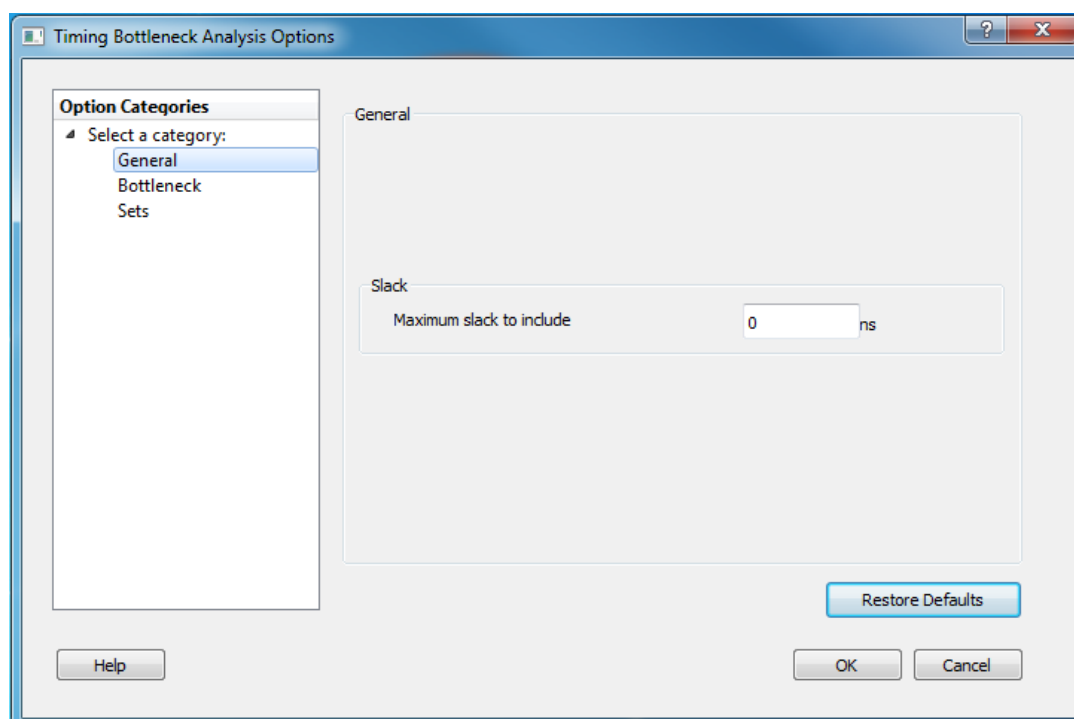 Timing Bottleneck Analysis Options
?
X
Option Categories
Select a category:
General
Bottleneck
Sets
General
Slack
Maximum slack to include 0 ns
Restore Defaults
Help OK Cancel